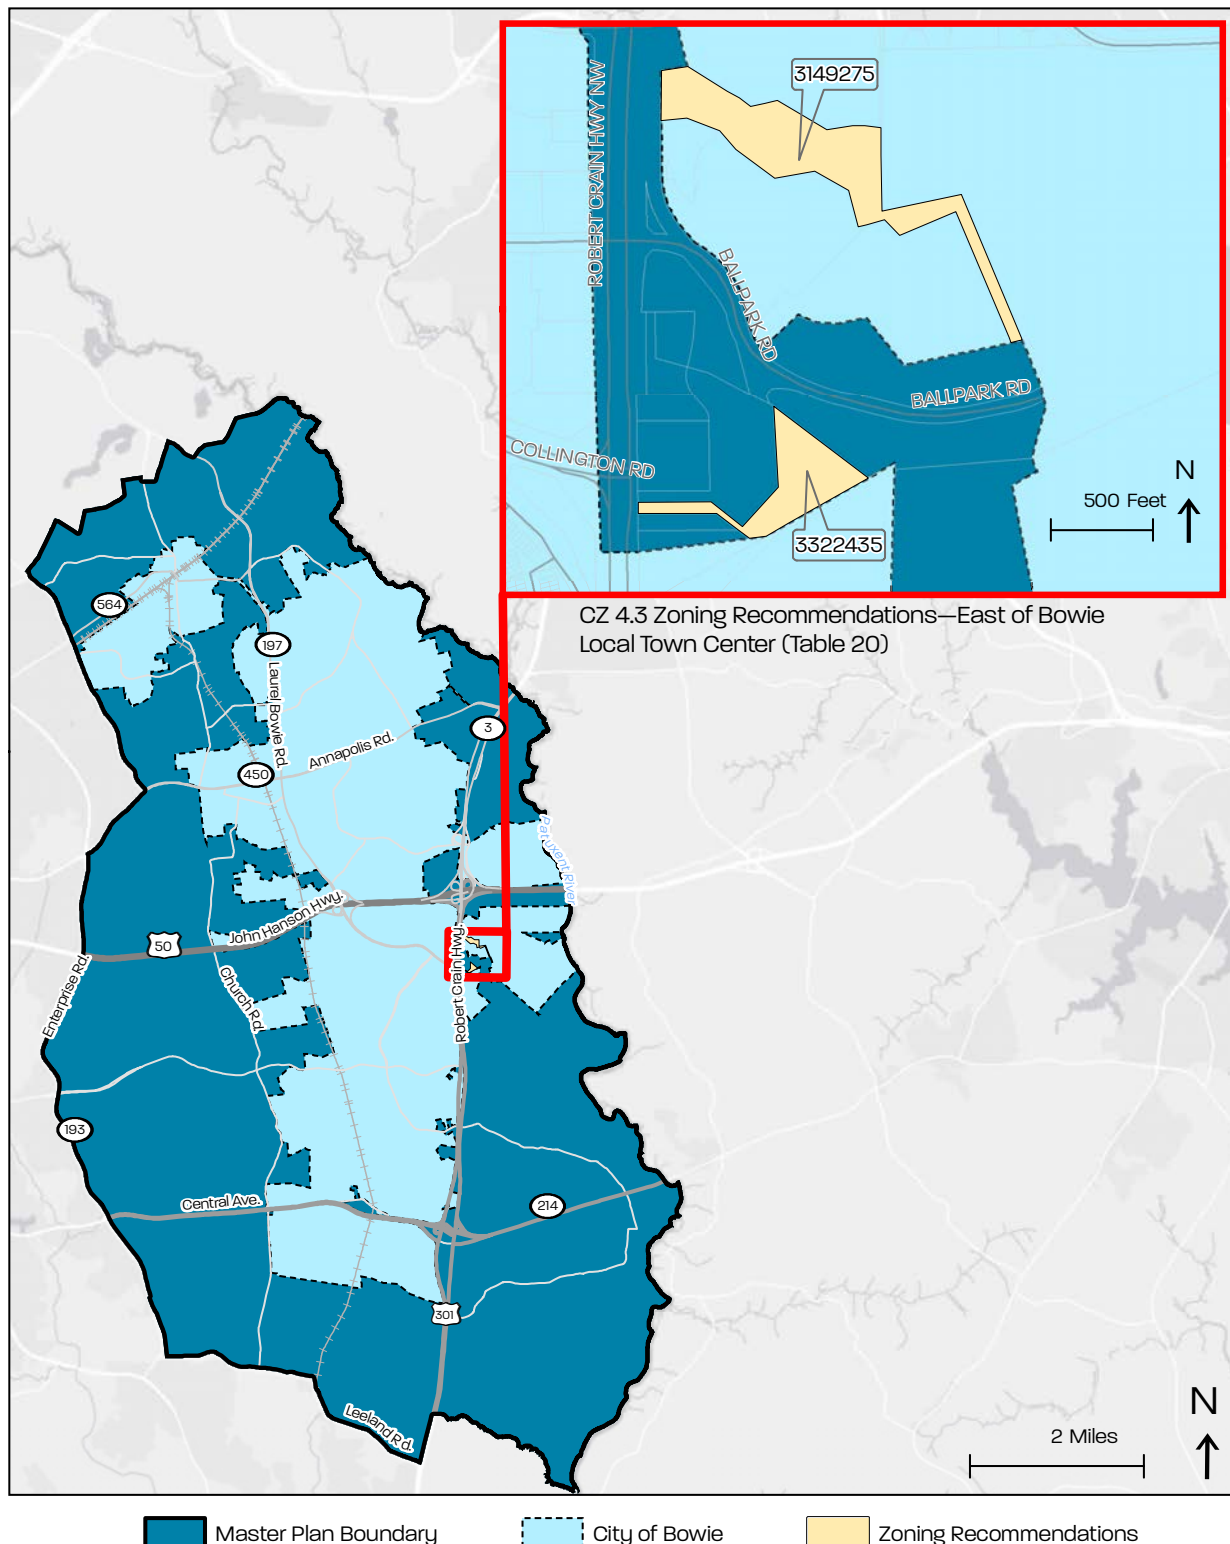 3149275
ROBERT CRAIN HWY NW
BALLPARK RD
BALLPARK RD
COLLINGTON RD
N
500 Feet
3322435
CZ 4.3 Zoning Recommendations—East of Bowie
Local Town Center (Table 20)
564
197
Laurel Bowie Rd.
3
Annapolis Rd.
450
Patuxent River
John Hanson Hwy.
50
Robert Crain Hwy.
Church Rd.
Enterprise Rd.
193
Central Ave.
214
301
Leeland Rd.
N
2 Miles
Master Plan Boundary
City of Bowie
Zoning Recommendations